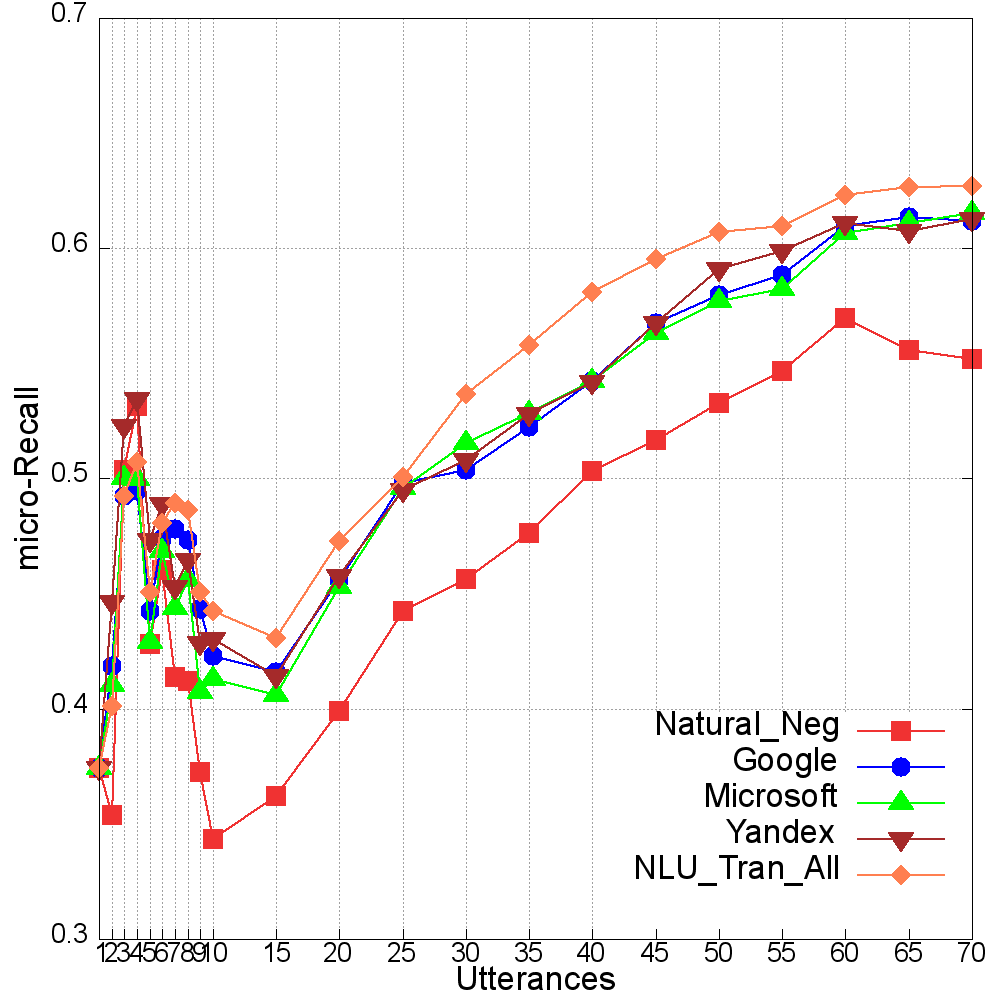 0.7
0.6
0.5
0.4
0.3
micro-Recall
1 2 3 4 5 6 7 8 9 10 15 20 25 30 35 40 45 50 55 60 65 70
Utterances
Natural_Neg
Google
Microsoft
Yandex
NLU_Tran_All